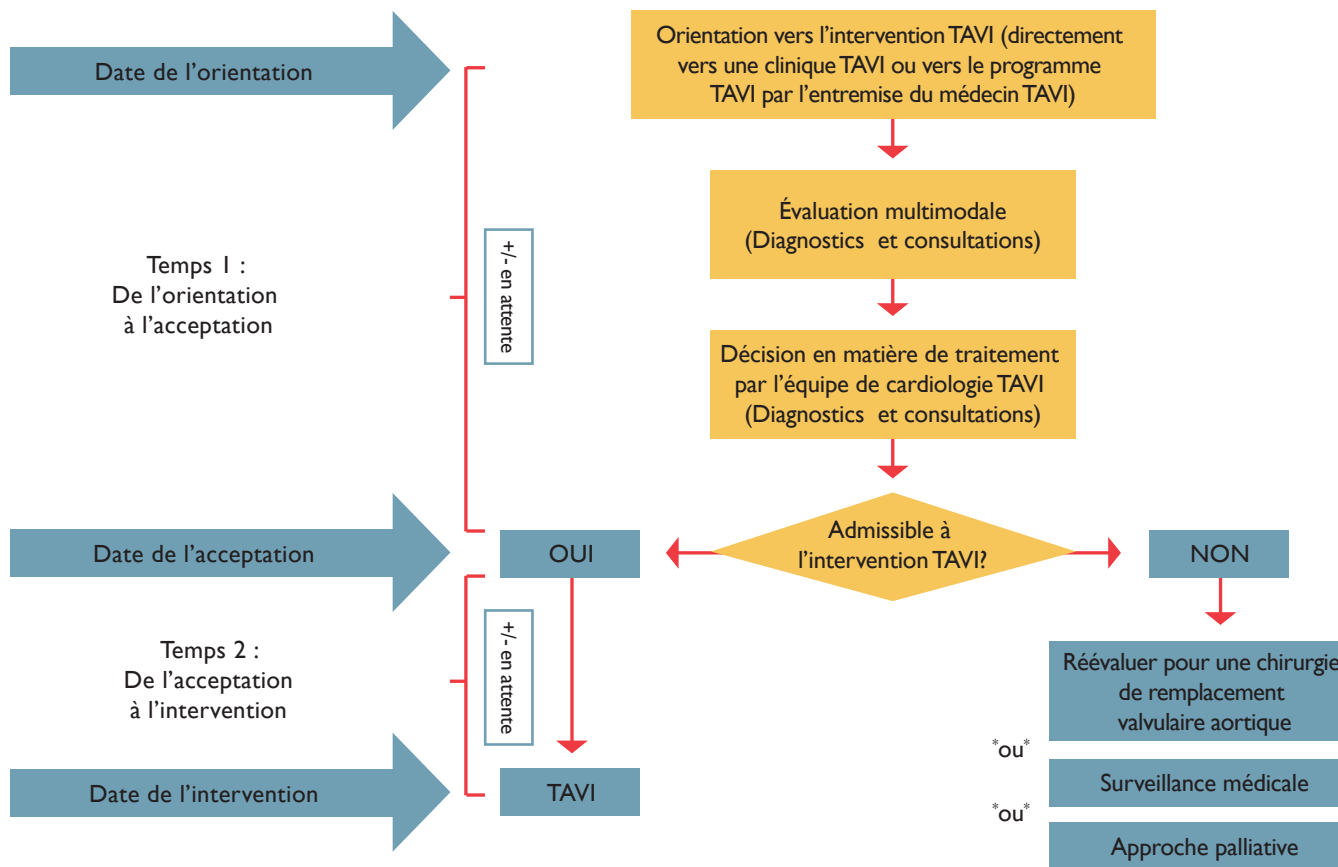 Date de l'orientation
Orientation vers l'intervention TAVI (directement
vers une clinique TAVI ou vers le programme
TAVI par l'entremise du médecin TAVI)
Évaluation multimodale
(Diagnostics et consultations)
Temps 1 :
De l'orientation
à l'acceptation
+/- en attente
Décision en matière de traitement
par l'équipe de cardiologie TAVI
(Diagnostics et consultations)
Date de l'acceptation
OUI
Admissible à
l'intervention TAVI?
NON
Temps 2 :
De l'acceptation
à l'intervention
+/- en attente
Réévaluer pour une chirurgie
de remplacement
valvulaire aortique
*ou*
Date de l'intervention
TAVI
Surveillance médicale
*ou*
Approche palliative